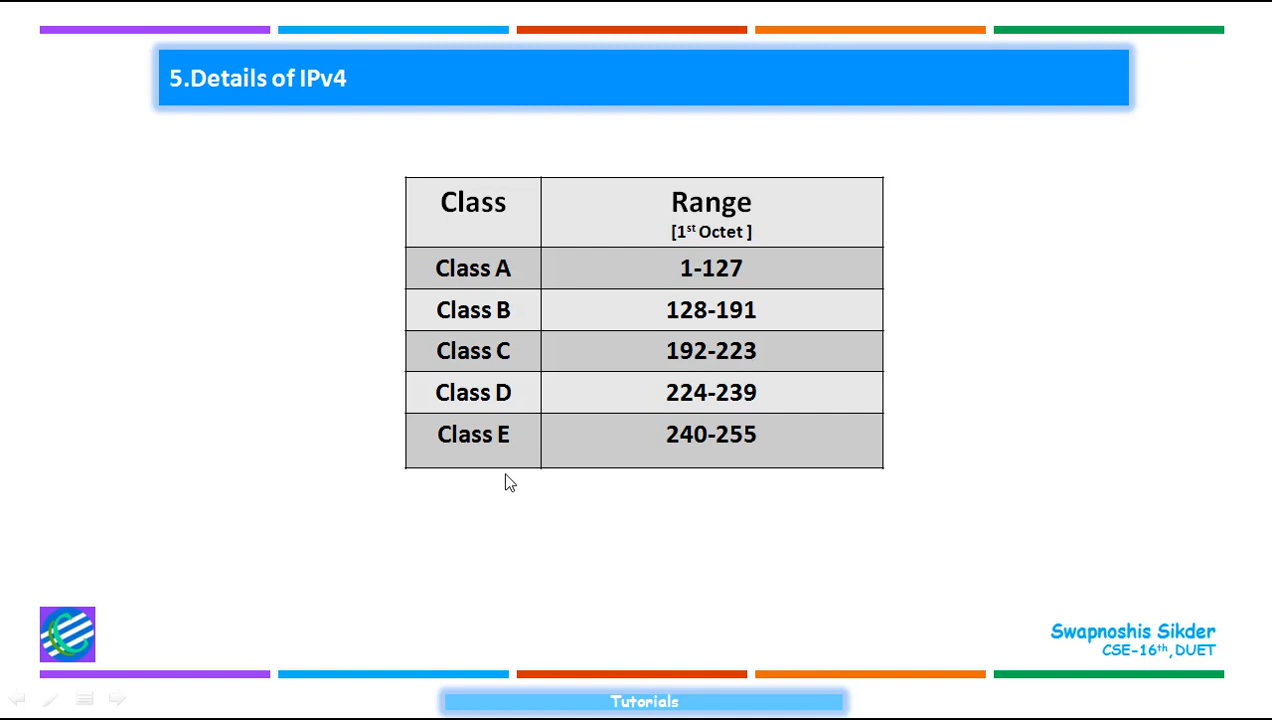 5.Details of IPv4
Class Range
[1st Octet ]
Class A 1-127
Class B 128-191
Class C 192-223
Class D 224-239
Class E 240-255
Swapnoshis Sikder
CSE-16th,DUET
Tutorials